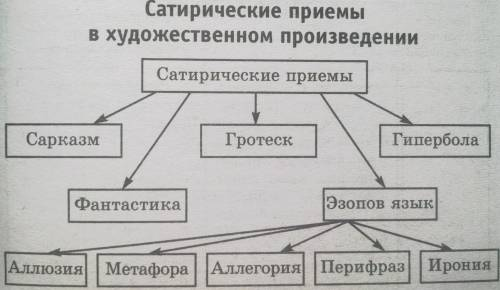 Сатирические приемы
в художественном произведении
Сатирические приемы
Сарказм
Гротеск
Гипербола
Фантастика
Эзопов язык
Аллюзия
Метафора
Аллегория
Перифраз
Ирония